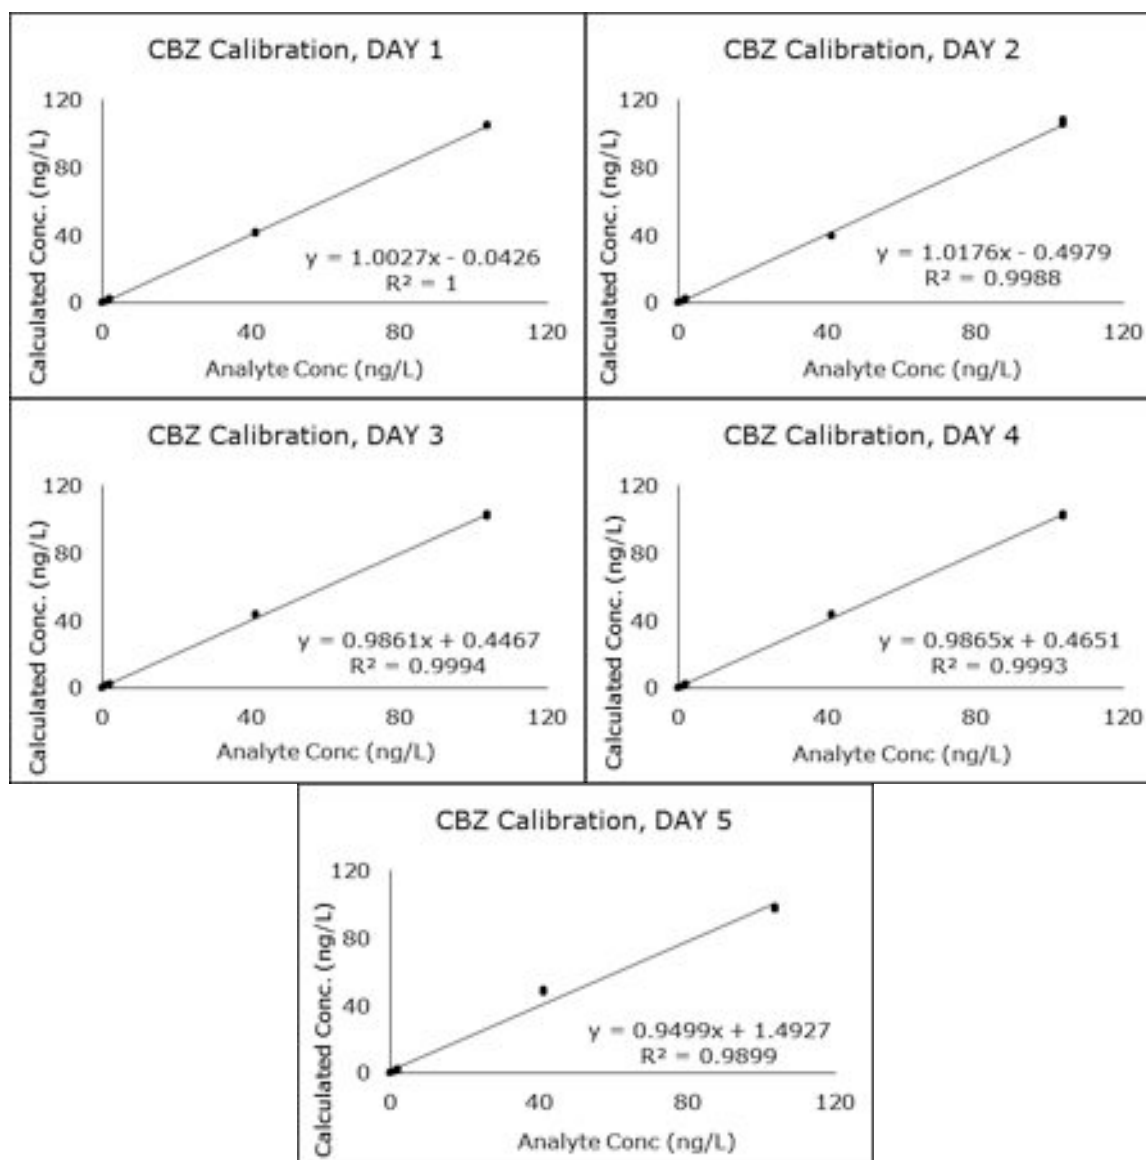 CBZ Calibration, DAY 1
Calculated Conc. (ng/L)
120
80
40
0
y = 1.0027x - 0.0426
R² = 1
0 40 80 120
Analyte Conc (ng/L)
CBZ Calibration, DAY 2
Calculated Conc. (ng/L)
120
80
40
0
y = 1.0176x - 0.4979
R² = 0.9988
0 40 80 120
Analyte Conc (ng/L)
CBZ Calibration, DAY 3
Calculated Conc. (ng/L)
120
80
40
0
y = 0.9861x + 0.4467
R² = 0.9994
0 40 80 120
Analyte Conc (ng/L)
CBZ Calibration, DAY 4
Calculated Conc. (ng/L)
120
80
40
0
y = 0.9865x + 0.4651
R² = 0.9993
0 40 80 120
Analyte Conc (ng/L)
CBZ Calibration, DAY 5
Calculated Conc. (ng/L)
120
80
40
0
y = 0.9499x + 1.4927
R² = 0.9899
0 40 80 120
Analyte Conc (ng/L)